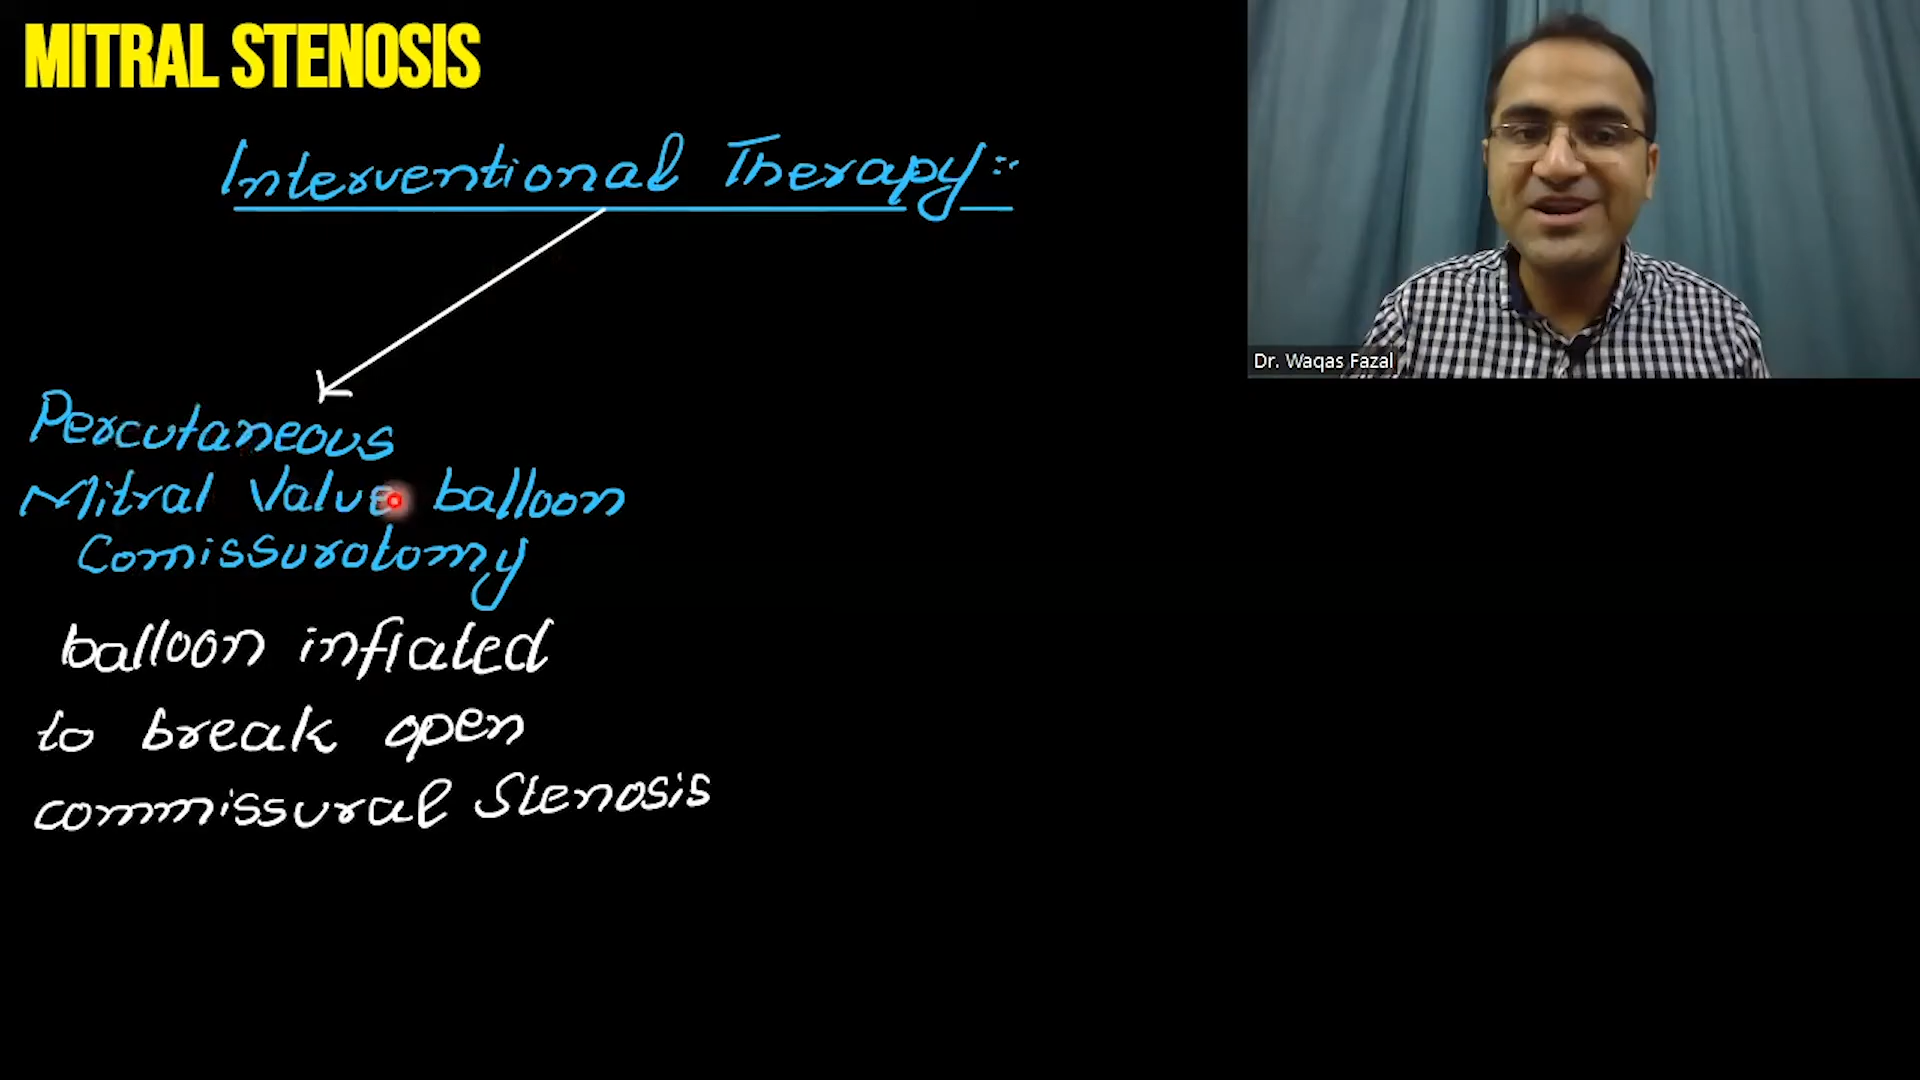 MITRAL STENOSIS
Interventional Therapy:-
Percutaneous
Mitral Valve balloon
Comissurotomy
balloon inflated
to break open
commissural Stenosis
Dr. Waqas Fazal